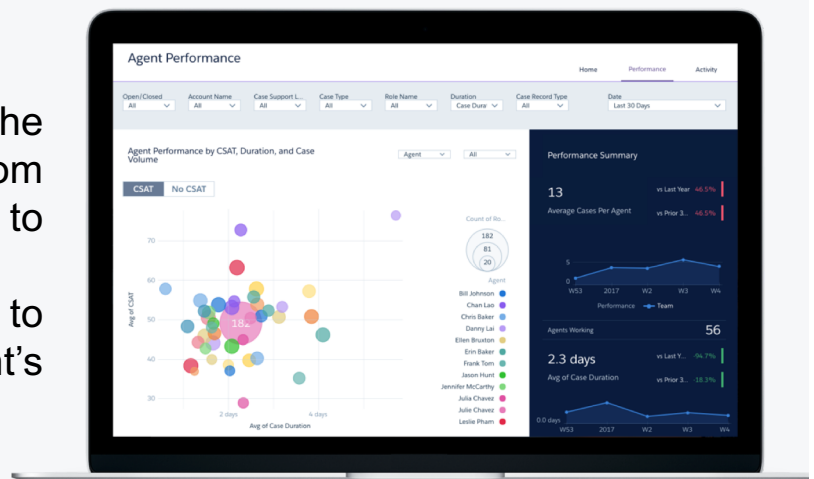 he
om
to
to
nt's
Agent Performance
Home Performance Activity
Open/Closed Account Name Case Support L... Case Type Role Name Duration Case Record Type Date
All All All All All Case Dura All Last 30 Days
Agent Performance by CSAT, Duration, and Case
Volume
Agent All
CSAT No CSAT
Count of Ro...
182
81
20
Agent
Bill Johnson
Chan Lao
Chris Baker
Danny Lai
Ellen Bruxton
Erin Baker
Frank Tom
Jason Hunt
Jennifer McCarthy
Julia Chavez
Julie Chavez
Leslie Pham
Avg of CSAT
70
60
50
40
30
182
2 days 4 days
Avg of Case Duration
Performance Summary
13
Average Cases Per Agent
vs Last Year 46.5%
vs Prior 3... 46.5%
5
0
W53 2017 W2 W3 W4
Performance Team
Agents Working 56
2.3 days
Avg of Case Duration
vs Last Y... -94.7%
vs Prior 3... -18.3%
0.0 days
W53 2017 W2 W3 W4